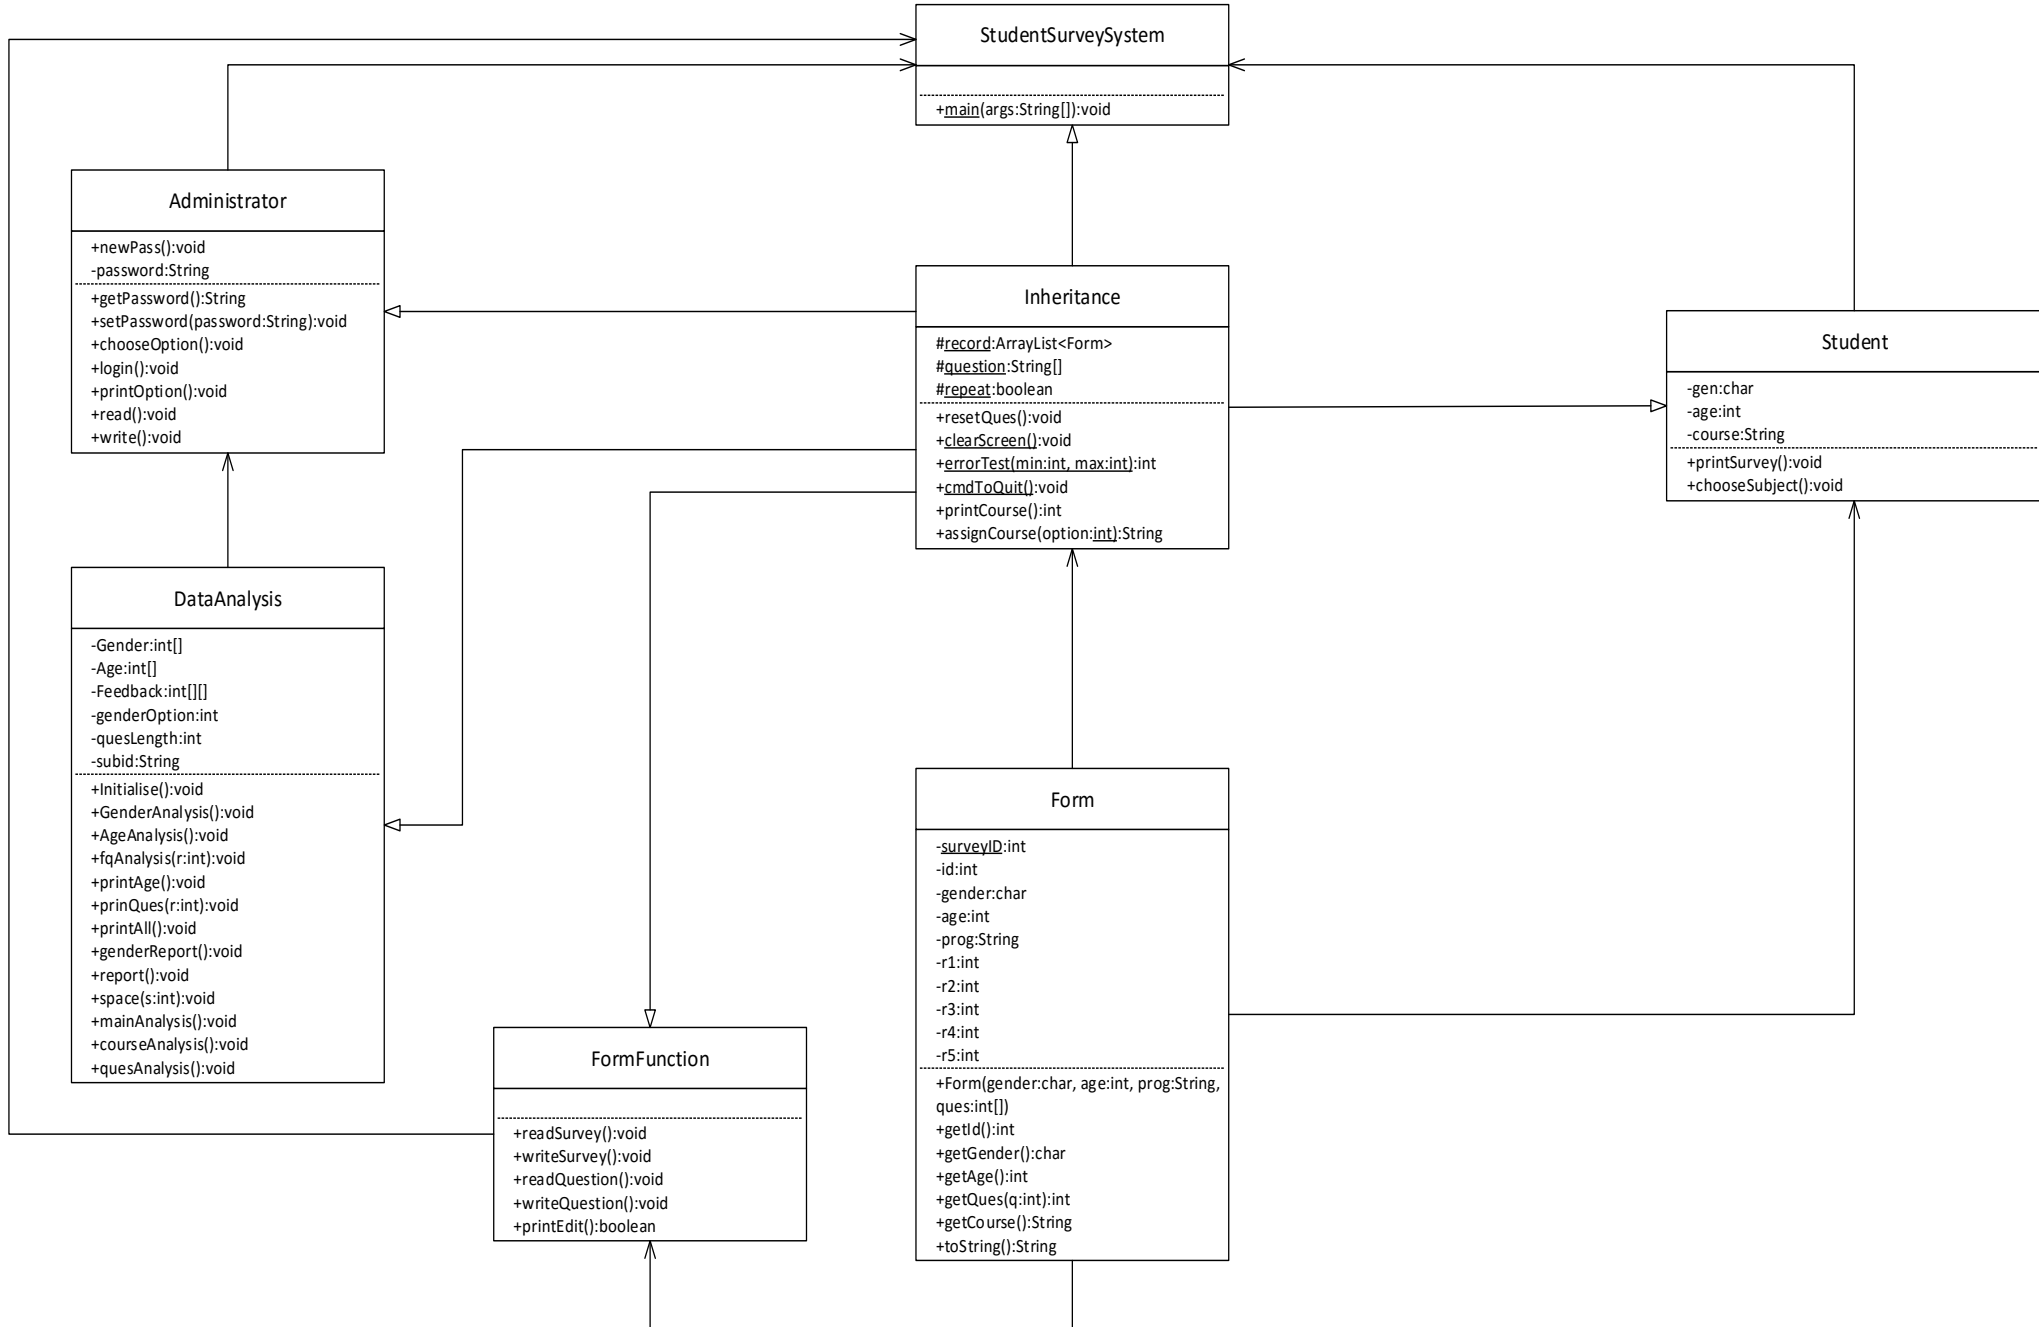 StudentSurveySystem
+main(args:String[]):void
Administrator
+newPass():void
-password:String
+getPassword():String
+setPassword(password:String):void
+chooseOption():void
+login():void
+printOption():void
+read():void
+write():void
Inheritance
#record:ArrayList<Form>
#question:String[]
#repeat:boolean
+resetQues():void
+clearScreen():void
+errorTest(min:int, max:int):int
+cmdToQuit():void
+printCourse():int
+assignCourse(option:int):String
Student
-gen:char
-age:int
-course:String
+printSurvey():void
+chooseSubject():void
DataAnalysis
-Gender:int[]
-Age:int[]
-Feedback:int[][]
-genderOption:int
-quesLength:int
-subid:String
+Initialise():void
+GenderAnalysis():void
+AgeAnalysis():void
+fqAnalysis(r:int):void
+printAge():void
+prinQues(r:int):void
+printAll():void
+genderReport():void
+report():void
+space(s:int):void
+mainAnalysis():void
+courseAnalysis():void
+quesAnalysis():void
FormFunction
+readSurvey():void
+writeSurvey():void
+readQuestion():void
+writeQuestion():void
+printEdit():boolean
Form
-surveyID:int
-id:int
-gender:char
-age:int
-prog:String
-r1:int
-r2:int
-r3:int
-r4:int
-r5:int
+Form(gender:char, age:int, prog:String,
ques:int[])
+getId():int
+getGender():char
+getAge():int
+getQues(q:int):int
+getCourse():String
+toString():String